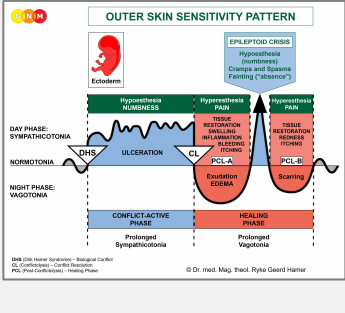 GNM
OUTER SKIN SENSITIVITY PATTERN
Ectoderm
EPILEPTOID CRISIS
Hypoesthesia
(numbness)
Cramps and Spasms
Fainting ("absence")
Hypoesthesia
NUMBNESS
Hyperesthesia
PAIN
Hyperesthesia
PAIN
DAY PHASE:
SYMPATHICOTONIA
TISSUE
RESTORATION
SWELLING
INFLAMMATION
BLEEDING
ITCHING
TISSUE
RESTORATION
REDNESS
ITCHING
DHS
ULCERATION
CL
PCL-A
PCL-B
NORMOTONIA
NIGHT PHASE:
VAGOTONIA
Exudation
EDEMA
Scarring
CONFLICT-ACTIVE
PHASE
HEALING
PHASE
Prolonged
Sympathicotonia
Prolonged
Vagotonia
DHS (Dirk Hamer Syndrome) – Biological Conflict
CL (Conflictolysis) – Conflict Resolution
PCL (Post-Conflictolysis) – Healing Phase
© Dr. med. Mag. theol. Ryke Geerd Hamer